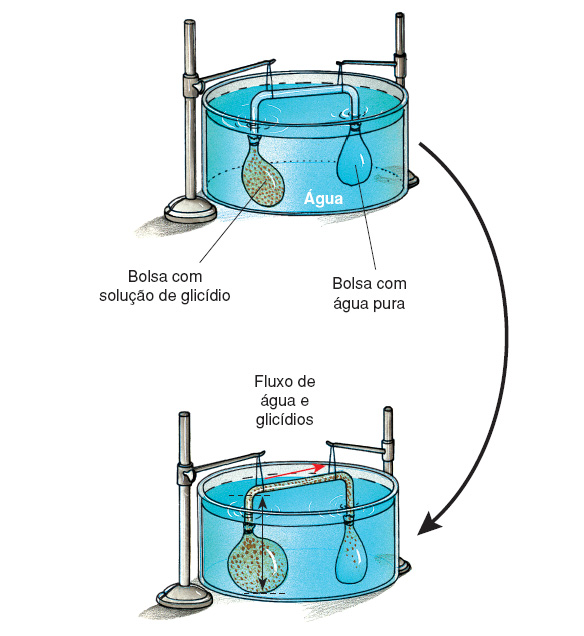 Água
Bolsa com
solução de glicídio
Bolsa com
água pura
Fluxo de
água e
glicídios